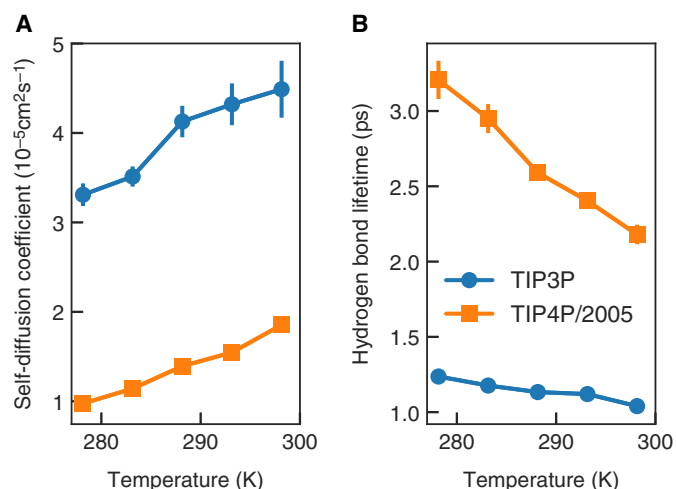 A
Self-diffusion coefficient (10⁻⁵cm²s⁻¹)
5
4
3
2
1
280
290
300
Temperature (K)
B
Hydrogen bond lifetime (ps)
3.0
2.5
2.0
1.5
1.0
TIP3P
TIP4P/2005
280
290
300
Temperature (K)